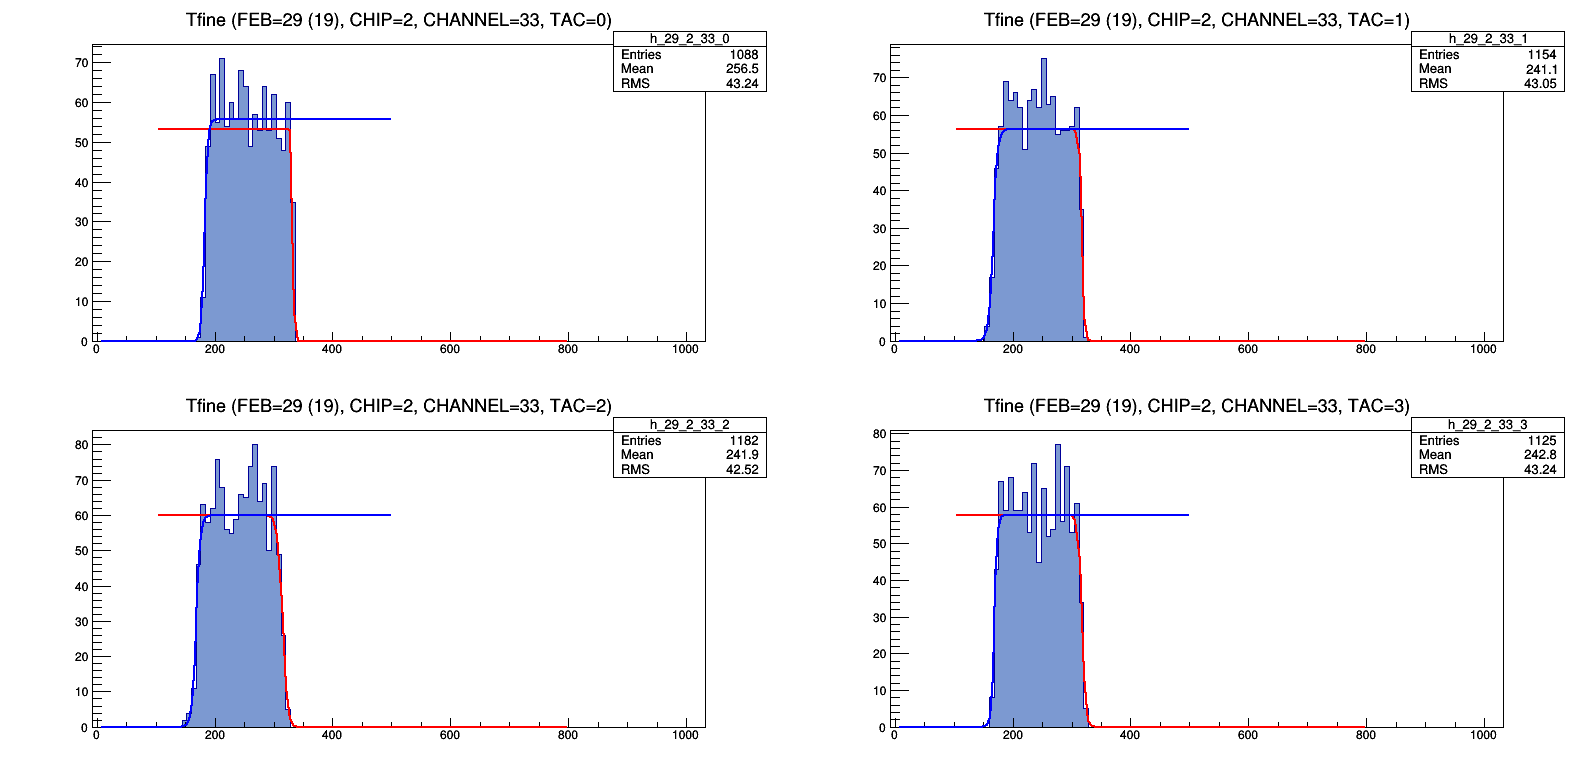 Tfine (FEB=29 (19), CHIP=2, CHANNEL=33, TAC=0)
h_29_2_33_0
Entries 1088
Mean 256.5
RMS 43.24
70
60
50
40
30
20
10
0
0 200 400 600 800 1000
Tfine (FEB=29 (19), CHIP=2, CHANNEL=33, TAC=1)
h_29_2_33_1
Entries 1154
Mean 241.1
RMS 43.05
70
60
50
40
30
20
10
0
0 200 400 600 800 1000
Tfine (FEB=29 (19), CHIP=2, CHANNEL=33, TAC=2)
h_29_2_33_2
Entries 1182
Mean 241.9
RMS 42.52
80
70
60
50
40
30
20
10
0
0 200 400 600 800 1000
Tfine (FEB=29 (19), CHIP=2, CHANNEL=33, TAC=3)
h_29_2_33_3
Entries 1125
Mean 242.8
RMS 43.24
80
70
60
50
40
30
20
10
0
0 200 400 600 800 1000